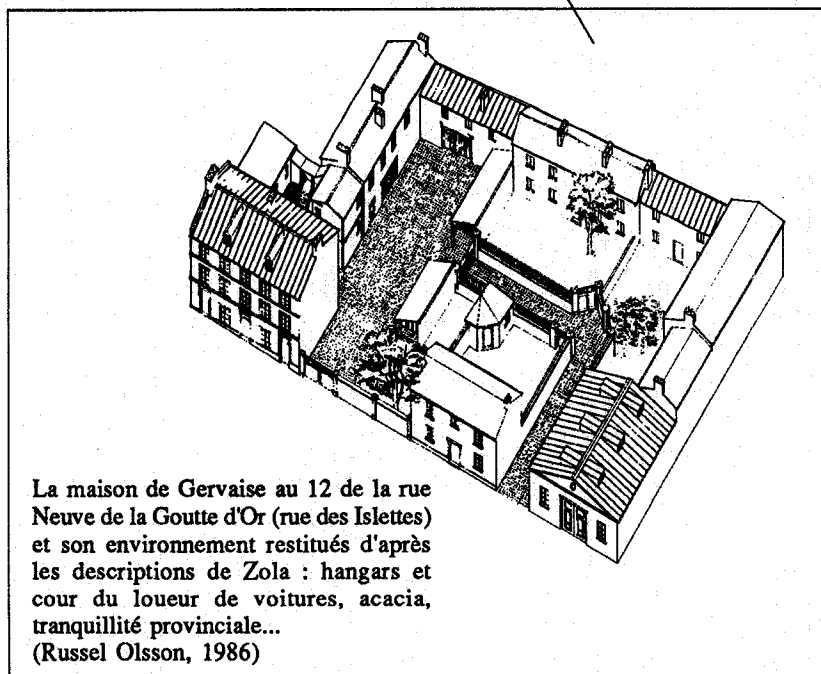 La maison de Gervaise au 12 de la rue
Neuve de la Goutte d'Or (rue des Islettes)
et son environnement restitués d'après
les descriptions de Zola : hangars et
cour du loueur de voitures, acacia,
tranquillité provinciale...
(Russel Olsson, 1986)